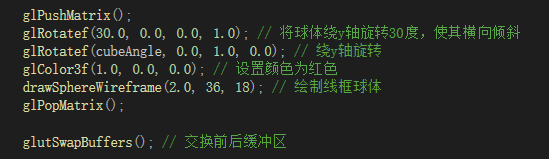 glPushMatrix();
glRotatef(30.0, 0.0, 0.0, 1.0); // 将球体绕y轴旋转30度，使其横向倾斜
glRotatef(cubeAngle, 0.0, 1.0, 0.0); // 绕y轴旋转
glColor3f(1.0, 0.0, 0.0); // 设置颜色为红色
drawSphereWireframe(2.0, 36, 18); // 绘制线框球体
glPopMatrix();
glutSwapBuffers(); // 交换前后缓冲区